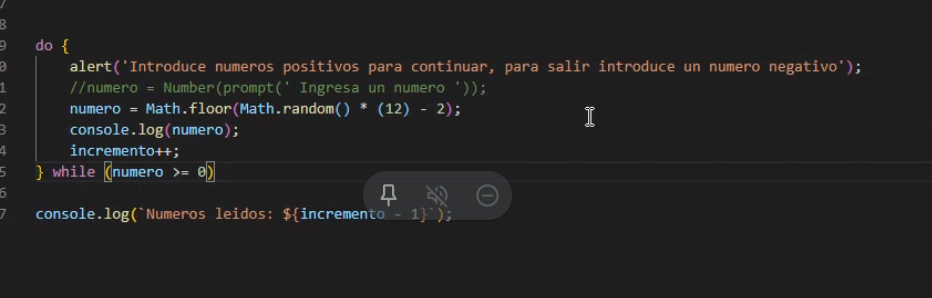 7
8
9 do {
0 alert('Introduce numeros positivos para continuar, para salir introduce un numero negativo');
1 //numero = Number(prompt(' Ingresa un numero '));
2 numero = Math.floor(Math.random() * (12) - 2);
3 console.log(numero);
4 incremento++;
5 } while (numero >= 0)
6
7 console.log(`Numeros leidos: ${incremento - 1}`);